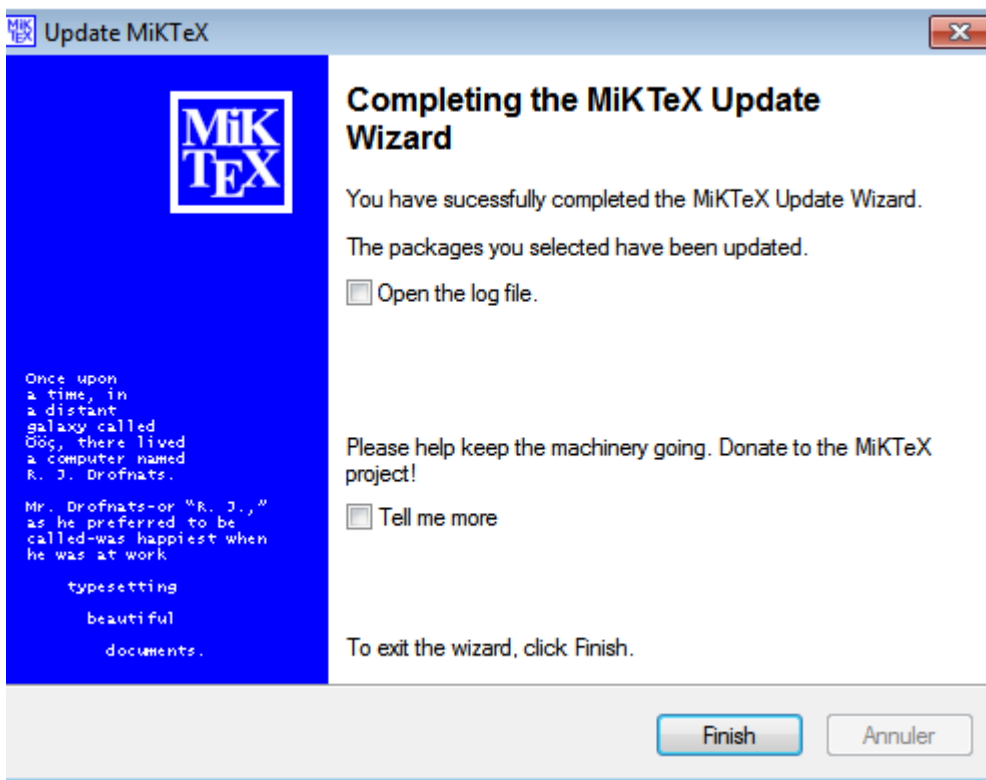 MiK
TEX
Update MiKTeX
MiK
TEX
Completing the MiKTeX Update
Wizard
You have sucessfully completed the MiKTeX Update Wizard.
The packages you selected have been updated.
Open the log file.
Once upon
a time, in
a distant
galaxy called
Ööç, there lived
a computer named
R. J. Drofnats.
Mr. Drofnats-or “R. J.,”
as he preferred to be
called-was happiest when
he was at work
typesetting
beautiful
documents.
Please help keep the machinery going. Donate to the MiKTeX
project!
Tell me more
To exit the wizard, click Finish.
Finish
Annuler